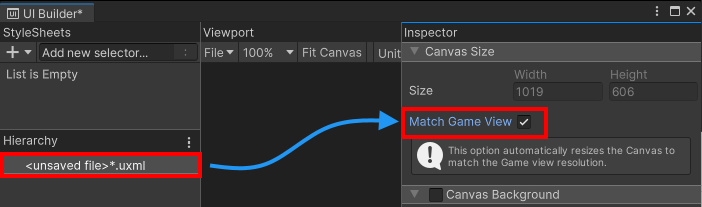 UI UI Builder*
StyleSheets
Add new selector...
List is Empty
Hierarchy
<unsaved file>*.uxml
Viewport
File 100% Fit Canvas Unit
Inspector
Canvas Size
Width Height
Size 1019 606
Match Game View
This option automatically resizes the Canvas to
match the Game view resolution.
Canvas Background